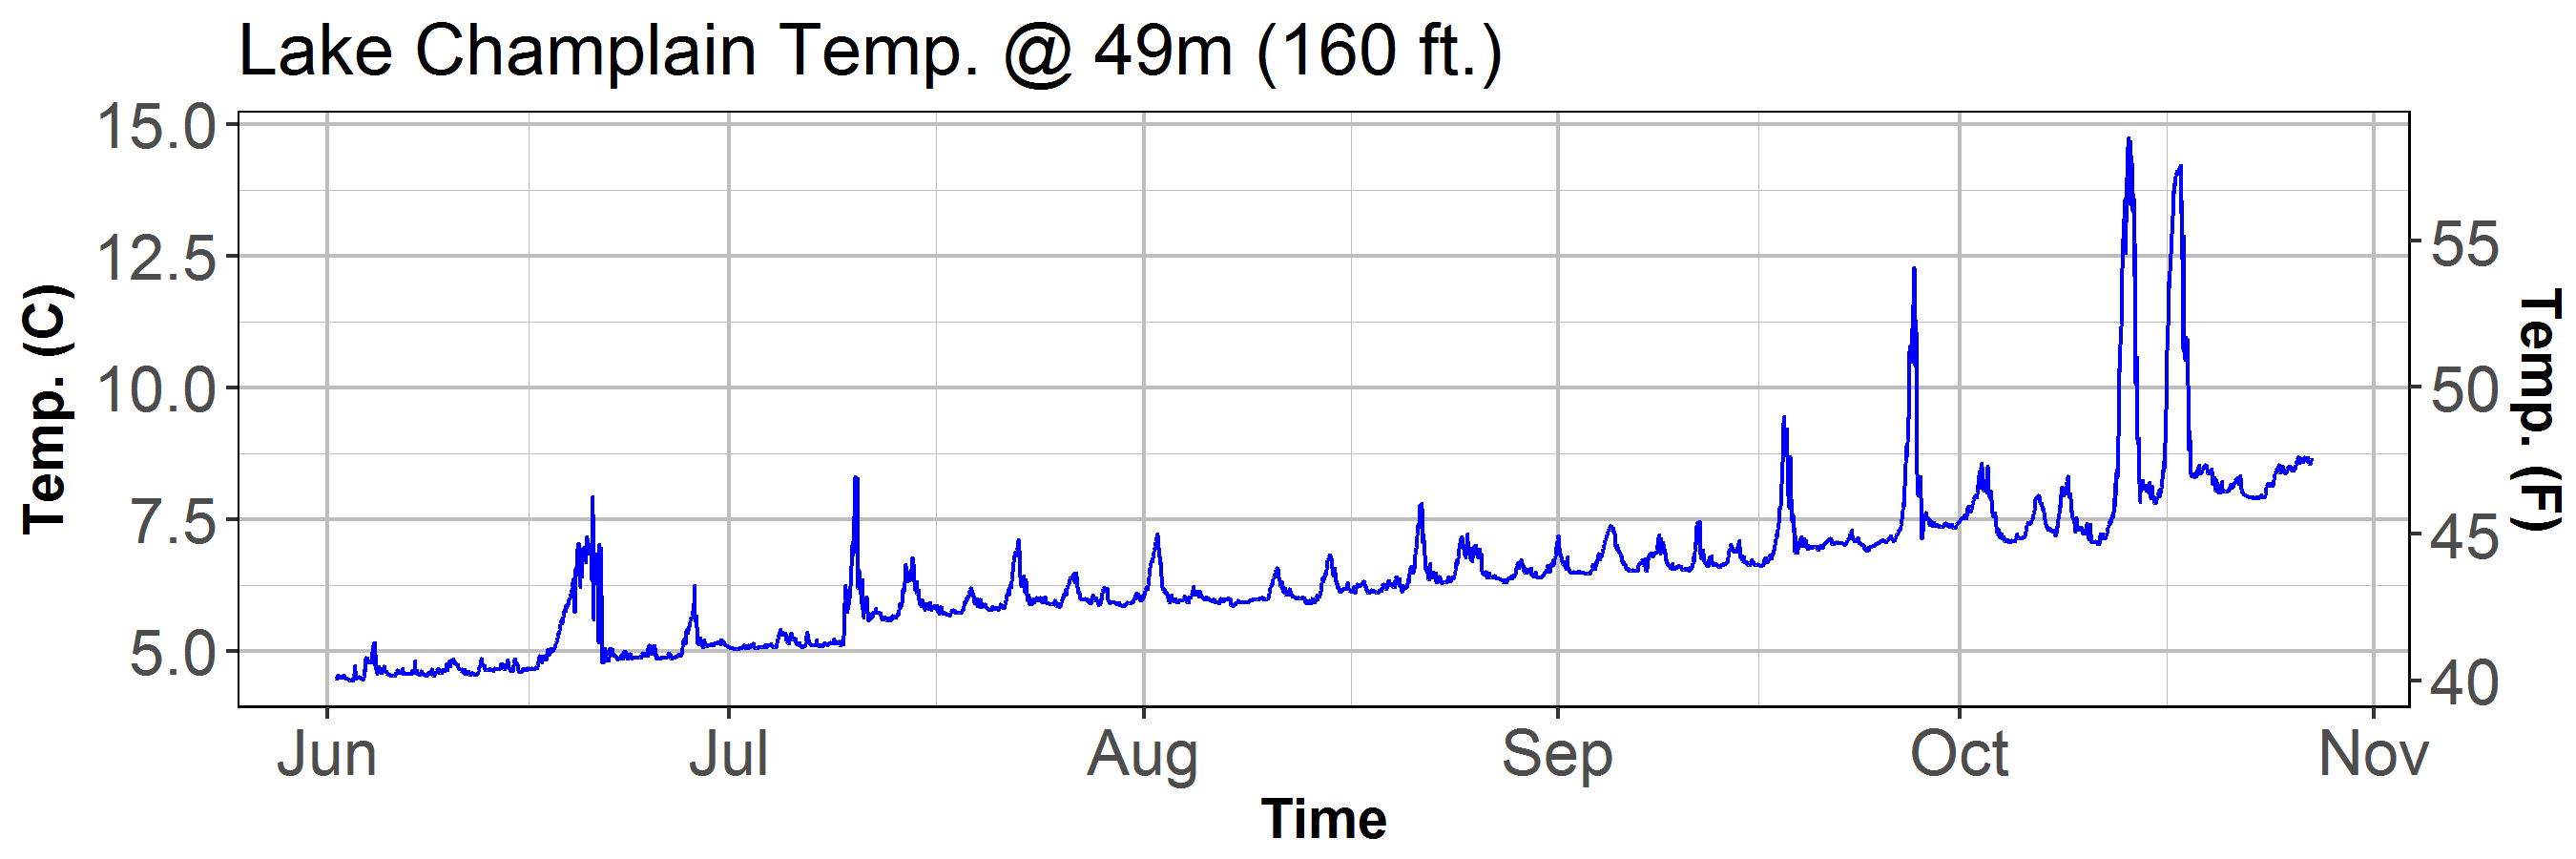 Lake Champlain Temp. @ 49m (160 ft.)
15.0
12.5
10.0
7.5
5.0
Temp. (C)
55
50
45
40
Temp. (F)
Jun Jul Aug Sep Oct Nov
Time